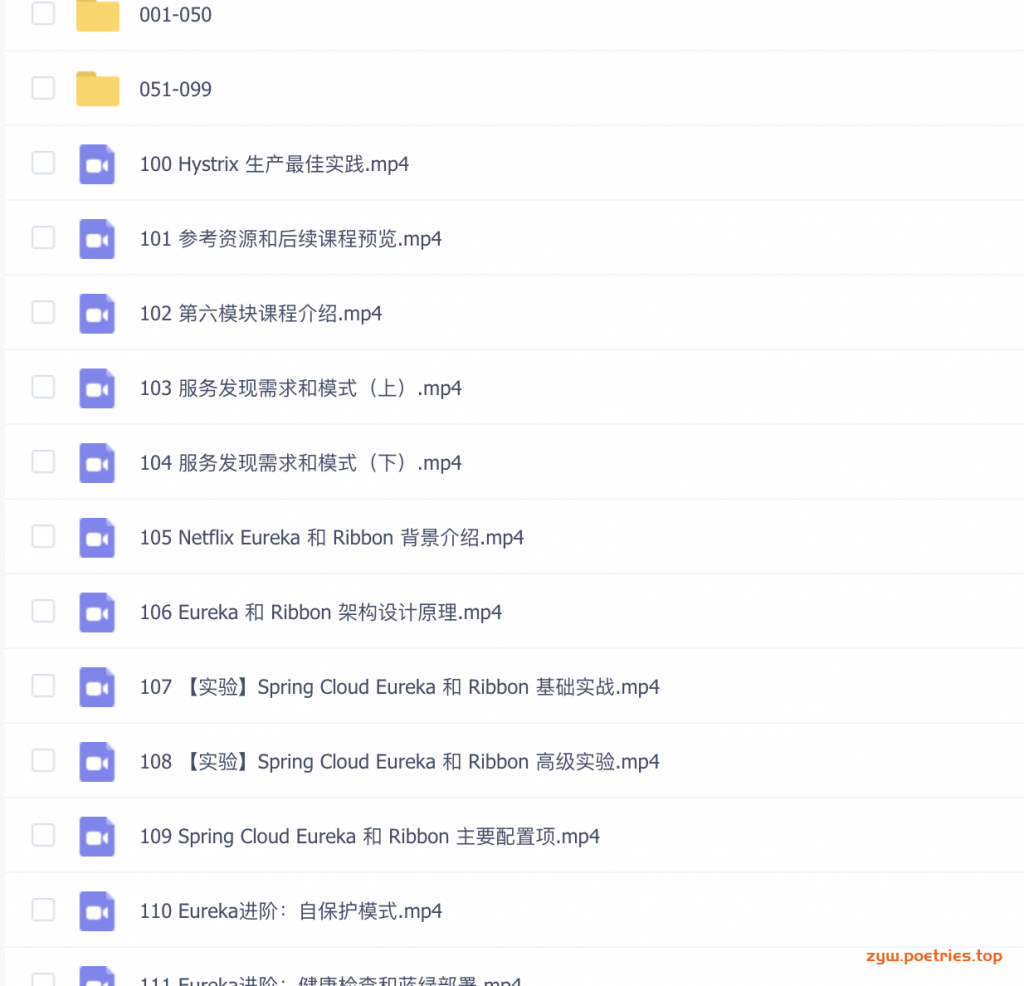 001-050
051-099
100 Hystrix 生产最佳实践.mp4
101 参考资源和后续课程预览.mp4
102 第六模块课程介绍.mp4
103 服务发现需求和模式（上）.mp4
104 服务发现需求和模式（下）.mp4
105 Netflix Eureka 和 Ribbon 背景介绍.mp4
106 Eureka 和 Ribbon 架构设计原理.mp4
107 【实验】Spring Cloud Eureka 和 Ribbon 基础实战.mp4
108 【实验】Spring Cloud Eureka 和 Ribbon 高级实验.mp4
109 Spring Cloud Eureka 和 Ribbon 主要配置项.mp4
110 Eureka进阶：自保护模式.mp4
zyw.poetries.top
111 Eureka进阶：健康检查和蓝绿部署.mp4